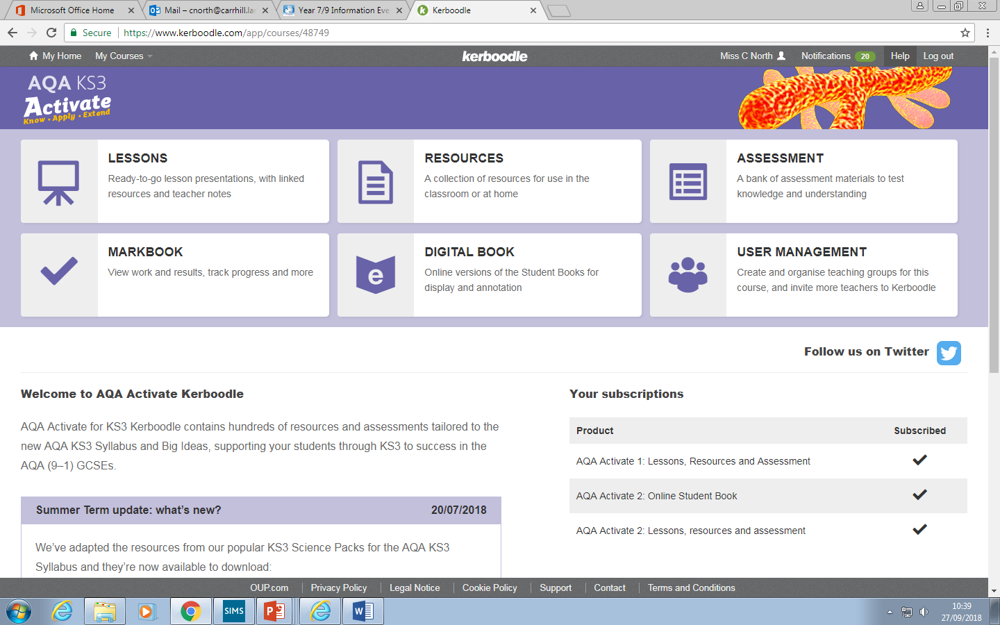 Microsoft Office Home
Mail – cnorth@carrhill.la
Year 7/9 Information Eve
Kerboodle
Secure
https://www.kerboodle.com/app/courses/48749
My Home
My Courses
kerboodle
Miss C North
Notifications 20
Help
Log out
AQA KS3
Activate
Know • Apply • Extend
LESSONS
Ready-to-go lesson presentations, with linked
resources and teacher notes
RESOURCES
A collection of resources for use in the
classroom or at home
ASSESSMENT
A bank of assessment materials to test
knowledge and understanding
MARKBOOK
View work and results, track progress and more
DIGITAL BOOK
Online versions of the Student Books for
display and annotation
USER MANAGEMENT
Create and organise teaching groups for this
course, and invite more teachers to Kerboodle
Follow us on Twitter
Welcome to AQA Activate Kerboodle
AQA Activate for KS3 Kerboodle contains hundreds of resources and assessments tailored to the
new AQA KS3 Syllabus and Big Ideas, supporting your students through KS3 to success in the
AQA (9–1) GCSEs.
Summer Term update: what’s new? 20/07/2018
We’ve adapted the resources from our popular KS3 Science Packs for the AQA KS3
Syllabus and they’re now available to download:
Your subscriptions
Product Subscribed
AQA Activate 1: Lessons, Resources and Assessment
AQA Activate 2: Online Student Book
AQA Activate 2: Lessons, resources and assessment
OUP.com
Privacy Policy
Legal Notice
Cookie Policy
Support
Contact
Terms and Conditions
SIMS
10:39
27/09/2018